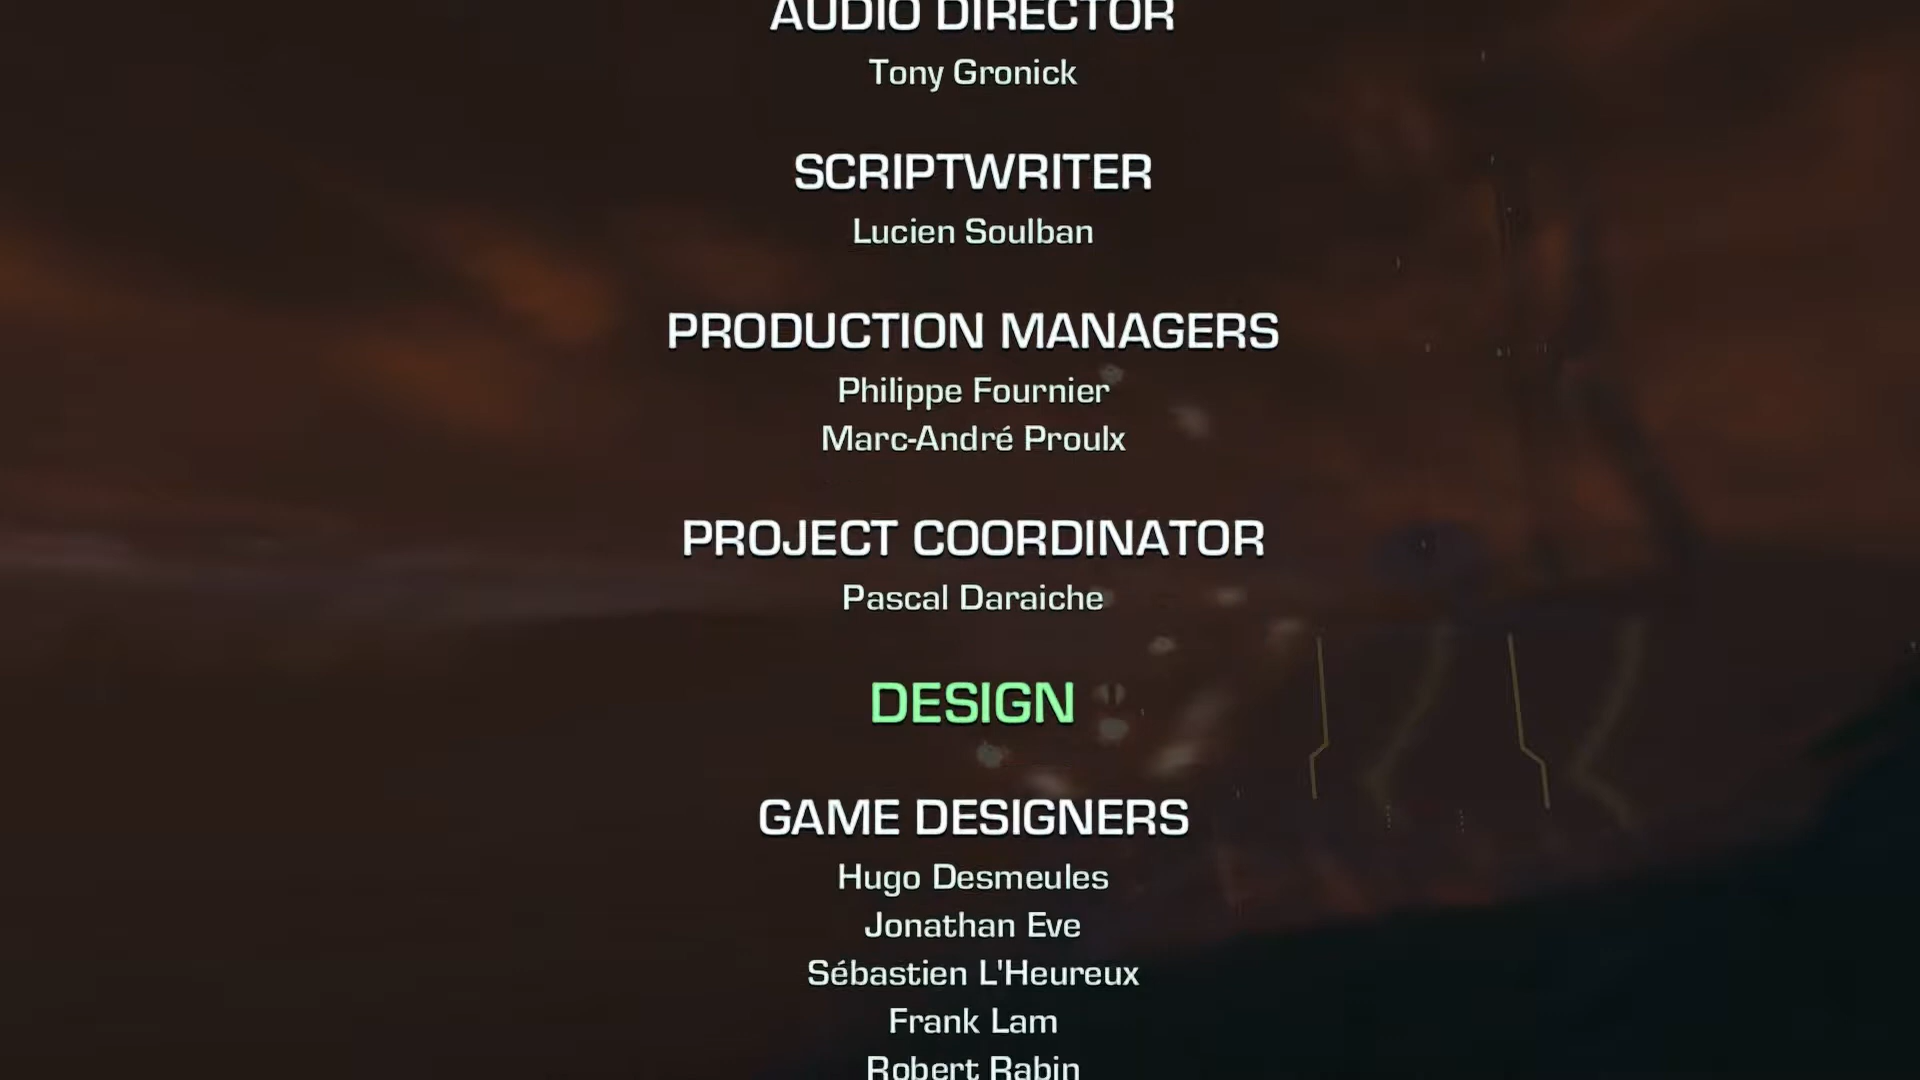 AUDIO DIRECTOR
Tony Gronick
SCRIPTWRITER
Lucien Soulban
PRODUCTION MANAGERS
Philippe Fournier
Marc-André Proulx
PROJECT COORDINATOR
Pascal Daraiche
DESIGN
GAME DESIGNERS
Hugo Desmeules
Jonathan Eve
Sébastien L'Heureux
Frank Lam
Robert Rabin